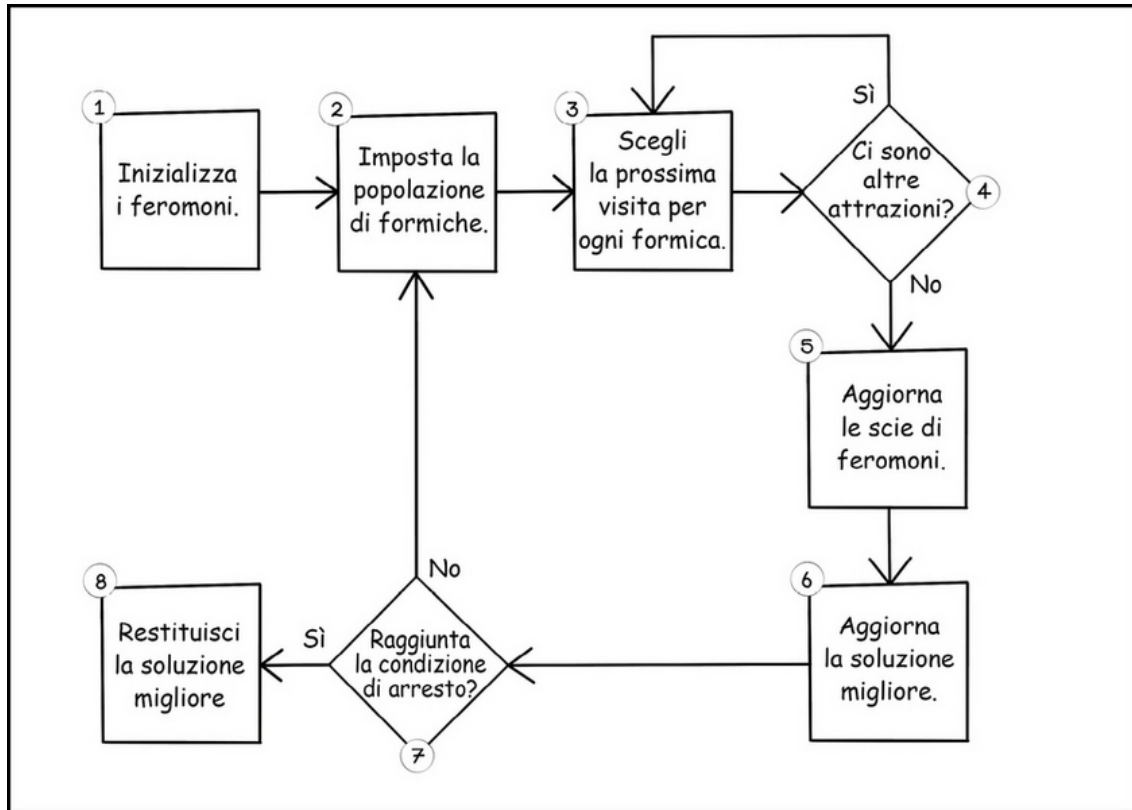 1
Inizializza
i feromoni.
2
Imposta la
popolazione
di formiche.
3
Scegli
la prossima
visita per
ogni formica.
Sì
Ci sono
altre
attrazioni?
4
No
5
Aggiorna
le scie di
feromoni.
6
Aggiorna
la soluzione
migliore.
No
Raggiunta
la condizione
di arresto?
7
Sì
8
Restituisci
la soluzione
migliore